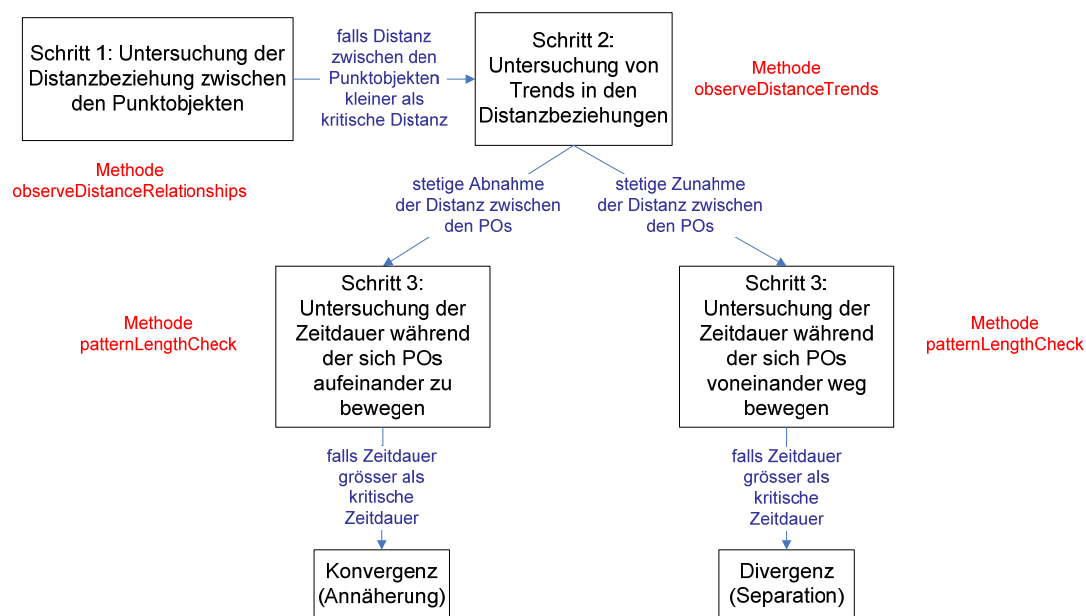 Schritt 1: Untersuchung der
Distanzbeziehung zwischen
den Punktobjekten
falls Distanz
zwischen den
Punktobjekten
kleiner als
kritische Distanz
Schritt 2:
Untersuchung von
Trends in den
Distanzbeziehungen
Methode
observeDistanceTrends
Methode
observeDistanceRelationships
stetige Abnahme
der Distanz zwischen
den POs
stetige Zunahme
der Distanz zwischen
den POs
Methode
patternLengthCheck
Schritt 3:
Untersuchung der
Zeitdauer während
der sich POs
aufeinander zu
bewegen
Schritt 3:
Untersuchung der
Zeitdauer während
der sich POs
voneinander weg
bewegen
Methode
patternLengthCheck
falls Zeitdauer
grösser als
kritische
Zeitdauer
falls Zeitdauer
grösser als
kritische
Zeitdauer
Konvergenz
(Annäherung)
Divergenz
(Separation)